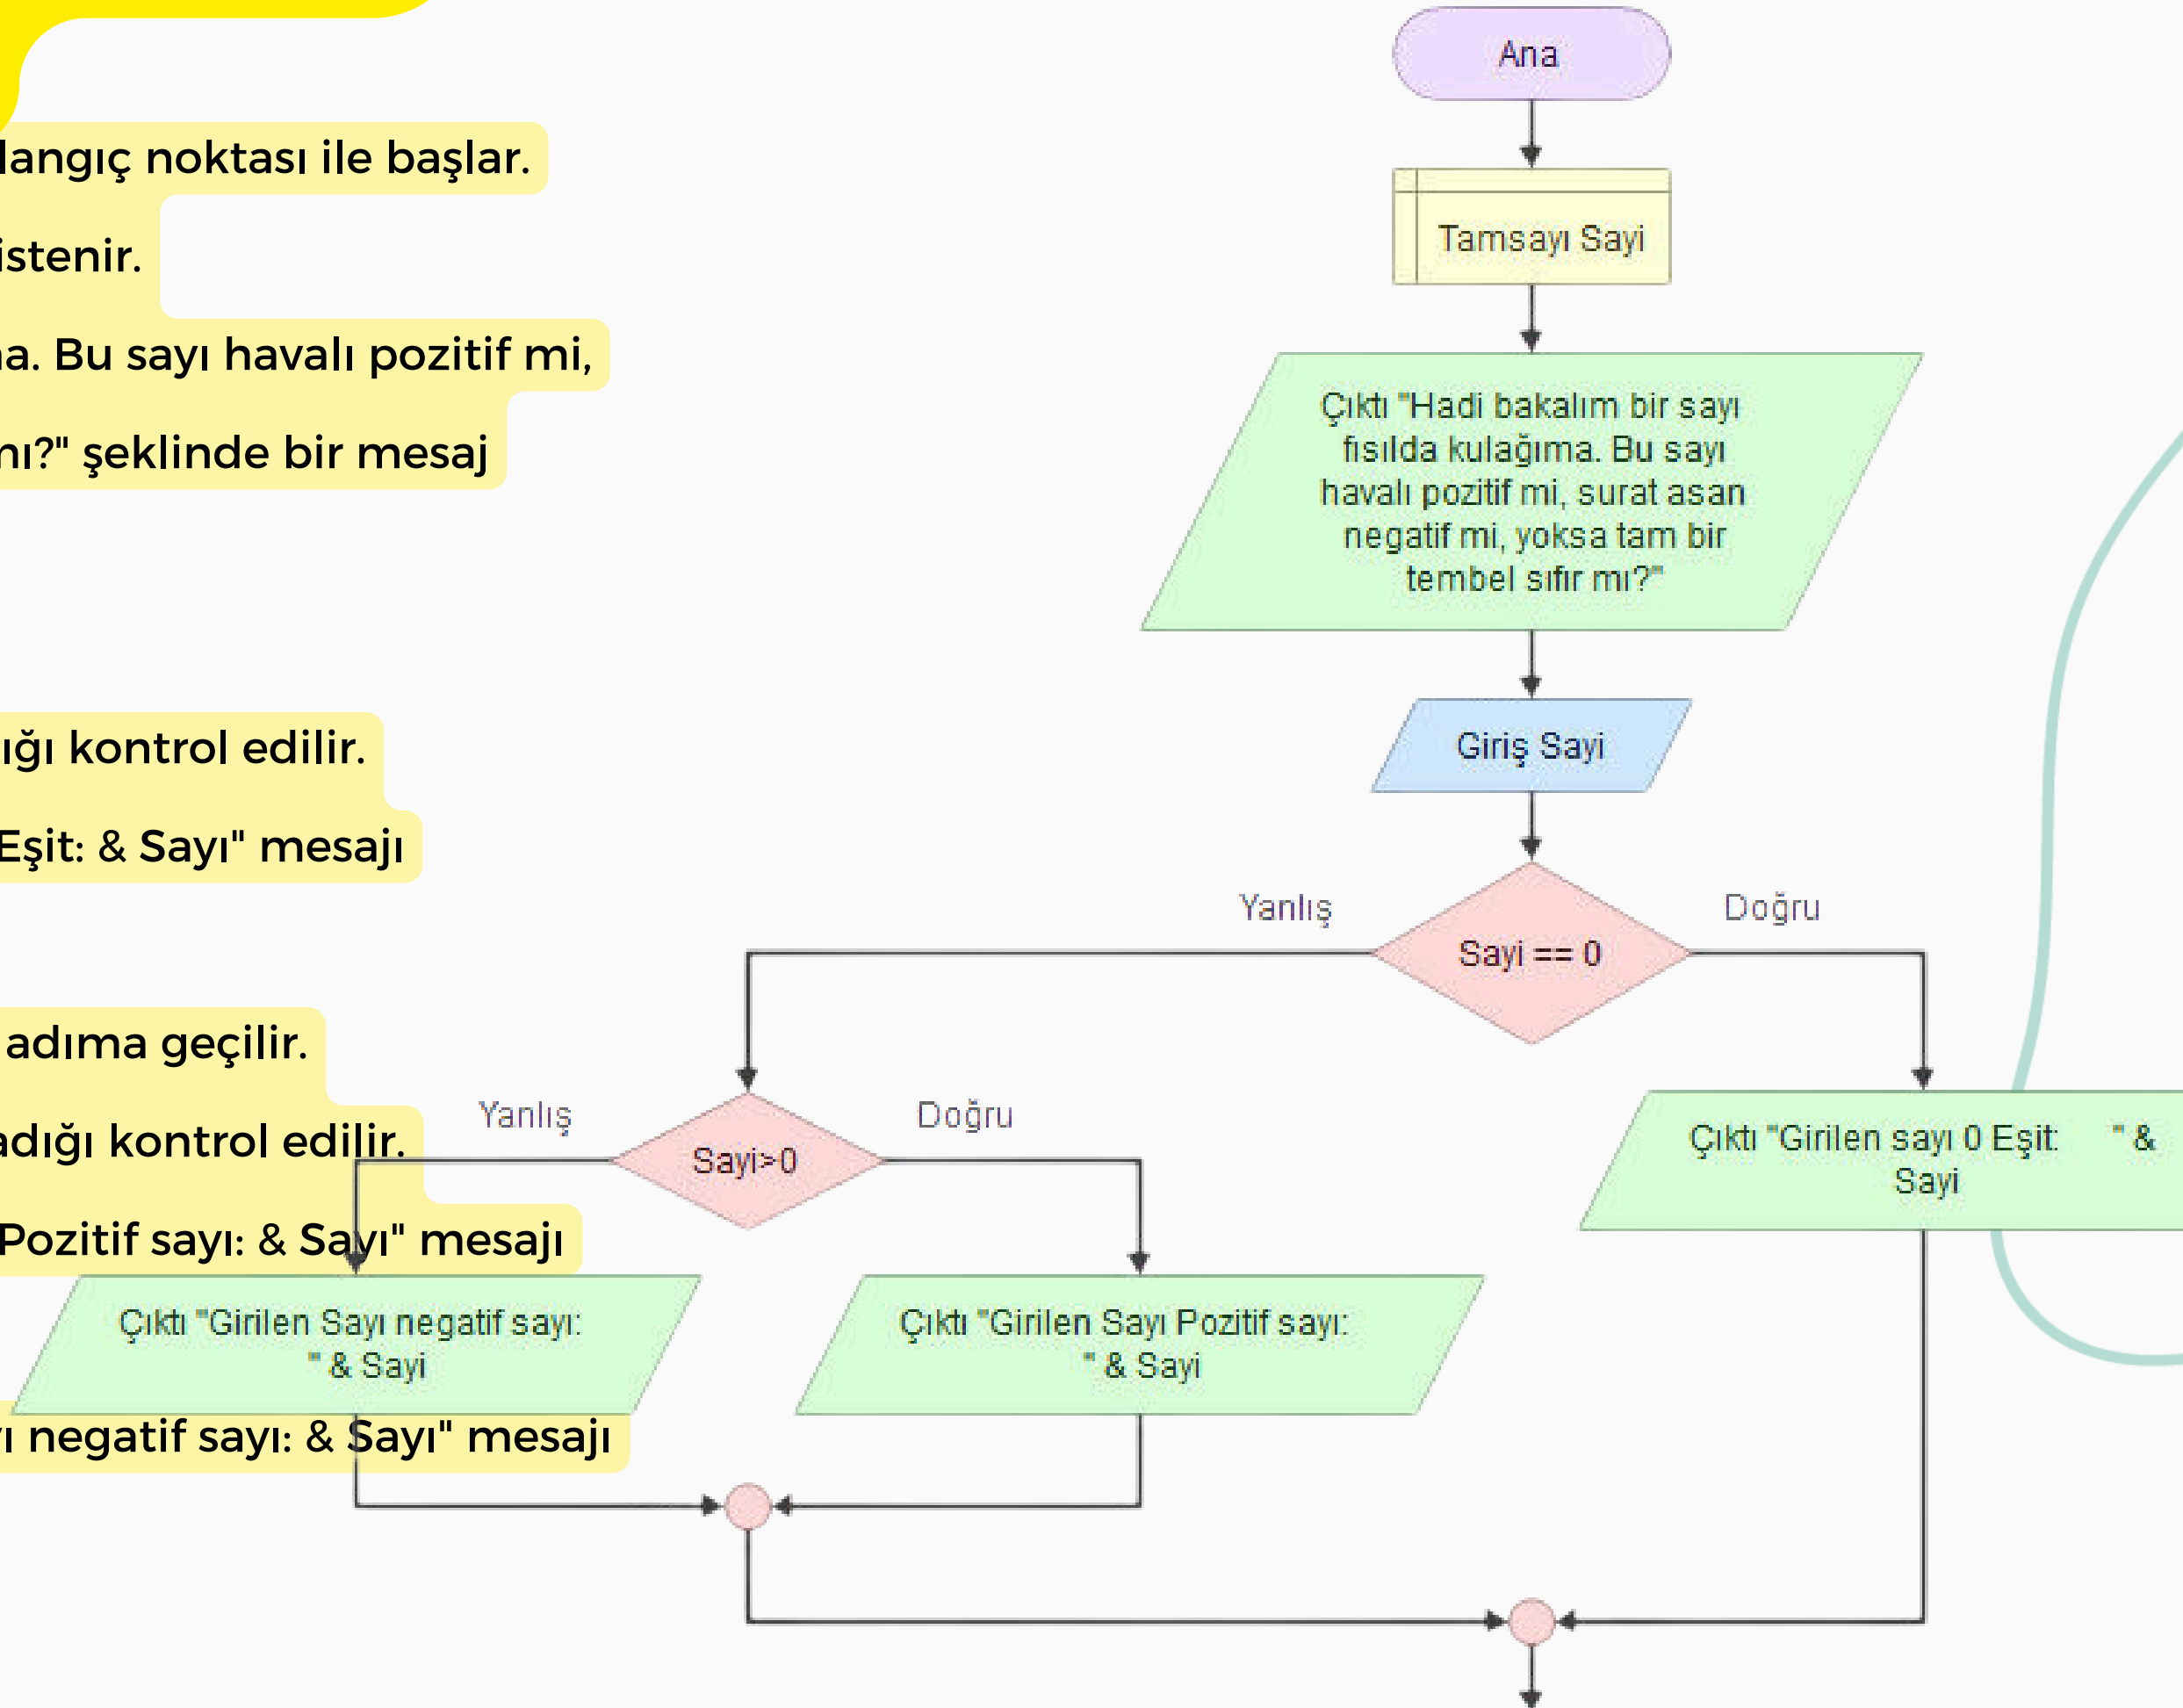 langıç noktası ile başlar.
istenir.
a. Bu sayı havalı pozitif mi,
mı?" şeklinde bir mesaj
ığı kontrol edilir.
Eşit: & Sayı" mesajı
adıma geçilir.
adığı kontrol edilir.
Pozitif sayı: & Sayı" mesajı
ı negatif sayı: & Sayı" mesajı
Ana
Tamsayı Sayi
Çıktı "Hadi bakalım bir sayı
fısılda kulağıma. Bu sayı
havalı pozitif mi, surat asan
negatif mi, yoksa tam bir
tembel sıfır mı?"
Giriş Sayi
Yanlış
Sayi == 0
Doğru
Yanlış
Sayi>0
Doğru
Çıktı "Girilen sayı 0 Eşit: " &
Sayi
Çıktı "Girilen Sayı negatif sayı:
" & Sayi
Çıktı "Girilen Sayı Pozitif sayı:
" & Sayi